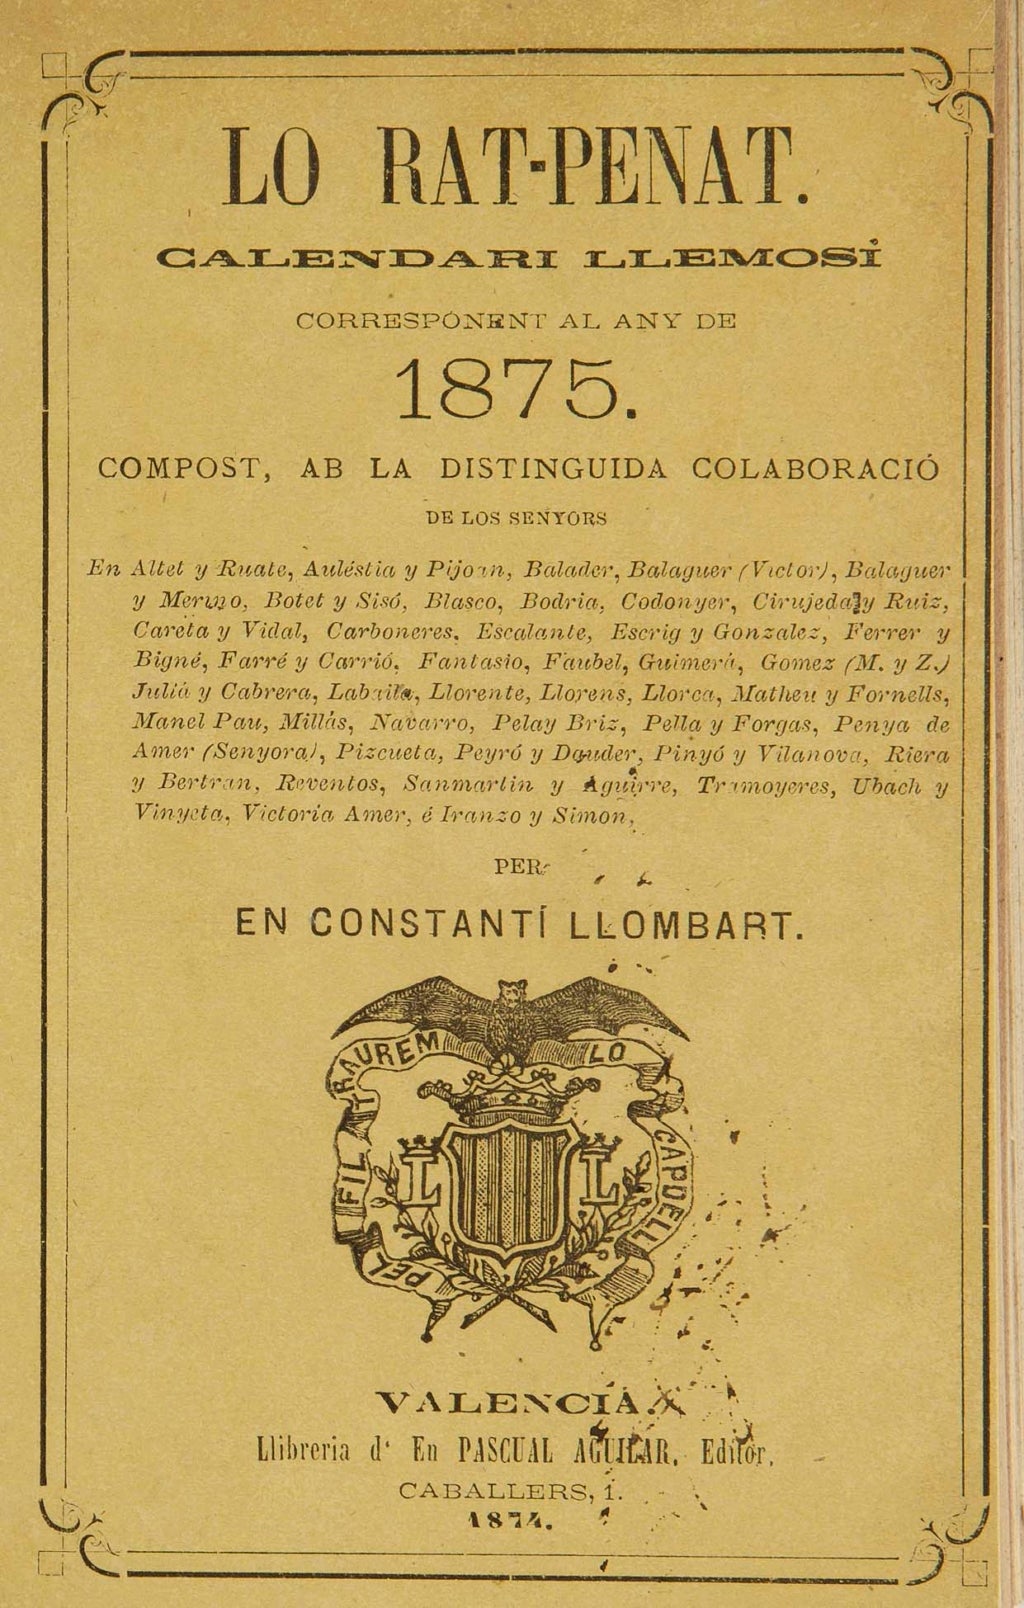 LO RAT-PENAT.
CALENDARI LLEMOSÍ
CORRESPÒNENT AL ANY DE
1875.
COMPOST, AB LA DISTINGUIDA COLABORACIÓ
DE LOS SENYORS
En Altet y Ruate, Auléstia y Pijoan, Balader, Balaguer (Victor), Balaguer
y Merino, Botet y Sisó, Blasco, Bodria, Codonyer, Cirujeda y Ruiz,
Careta y Vidal, Carboneres, Escalante, Escrig y Gonzalez, Ferrer y
Bigné, Farré y Carrió, Fantasio, Faubel, Guimerá, Gomez (M. y Z.)
Juliá y Cabrera, Labaila, Llorente, Llorens, Llorca, Matheu y Fornells,
Manel Pau, Millás, Navarro, Pelay Briz, Pella y Forgas, Penya de
Amer (Senyora), Pizcueta, Peyró y Dauder, Pinyó y Vilanova, Riera
y Bertran, Reventos, Sanmartin y Aguirre, Tramoyeres, Ubach y
Vinyeta, Victoria Amer, é Iranzo y Simon,
PER
EN CONSTANTÍ LLOMBART.
PEL FIL TRAUREM LO CAPDELL
L L
VALENCIA.
Llibreria d' En PASCUAL AGUILAR, Editor,
CABALLERS, 1.
1874.